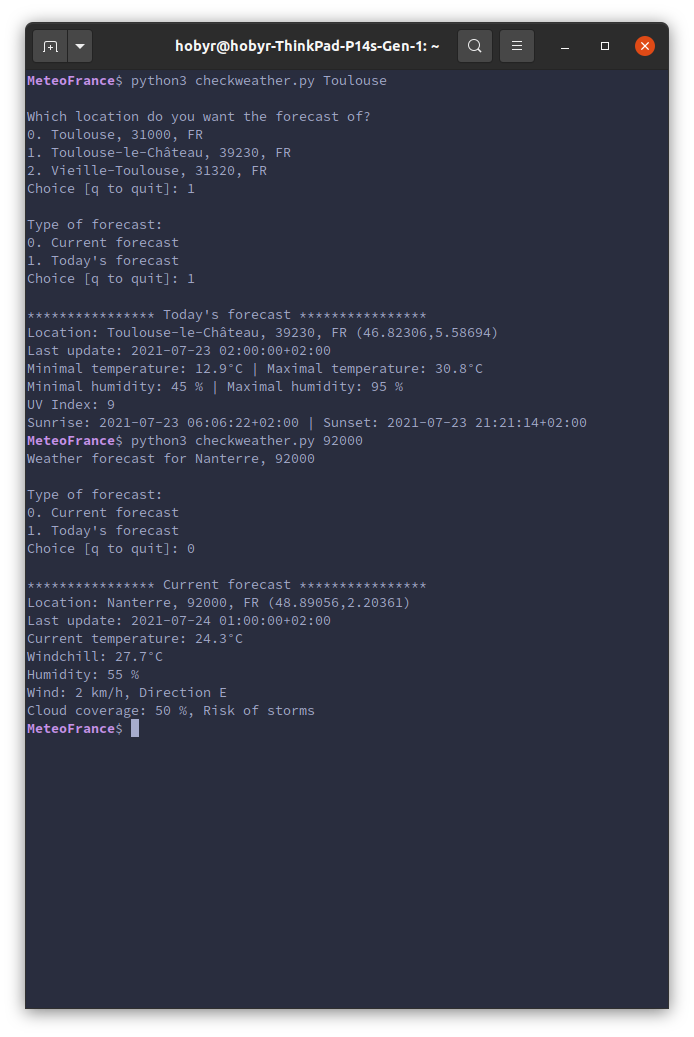 hobyr@hobyr-ThinkPad-P14s-Gen-1: ~
MeteoFrance$ python3 checkweather.py Toulouse
Which location do you want the forecast of?
0. Toulouse, 31000, FR
1. Toulouse-le-Château, 39230, FR
2. Vieille-Toulouse, 31320, FR
Choice [q to quit]: 1
Type of forecast:
0. Current forecast
1. Today's forecast
Choice [q to quit]: 1
**************** Today's forecast ****************
Location: Toulouse-le-Château, 39230, FR (46.82306,5.58694)
Last update: 2021-07-23 02:00:00+02:00
Minimal temperature: 12.9°C | Maximal temperature: 30.8°C
Minimal humidity: 45 % | Maximal humidity: 95 %
UV Index: 9
Sunrise: 2021-07-23 06:06:22+02:00 | Sunset: 2021-07-23 21:21:14+02:00
MeteoFrance$ python3 checkweather.py 92000
Weather forecast for Nanterre, 92000
Type of forecast:
0. Current forecast
1. Today's forecast
Choice [q to quit]: 0
**************** Current forecast ****************
Location: Nanterre, 92000, FR (48.89056,2.20361)
Last update: 2021-07-24 01:00:00+02:00
Current temperature: 24.3°C
Windchill: 27.7°C
Humidity: 55 %
Wind: 2 km/h, Direction E
Cloud coverage: 50 %, Risk of storms
MeteoFrance$